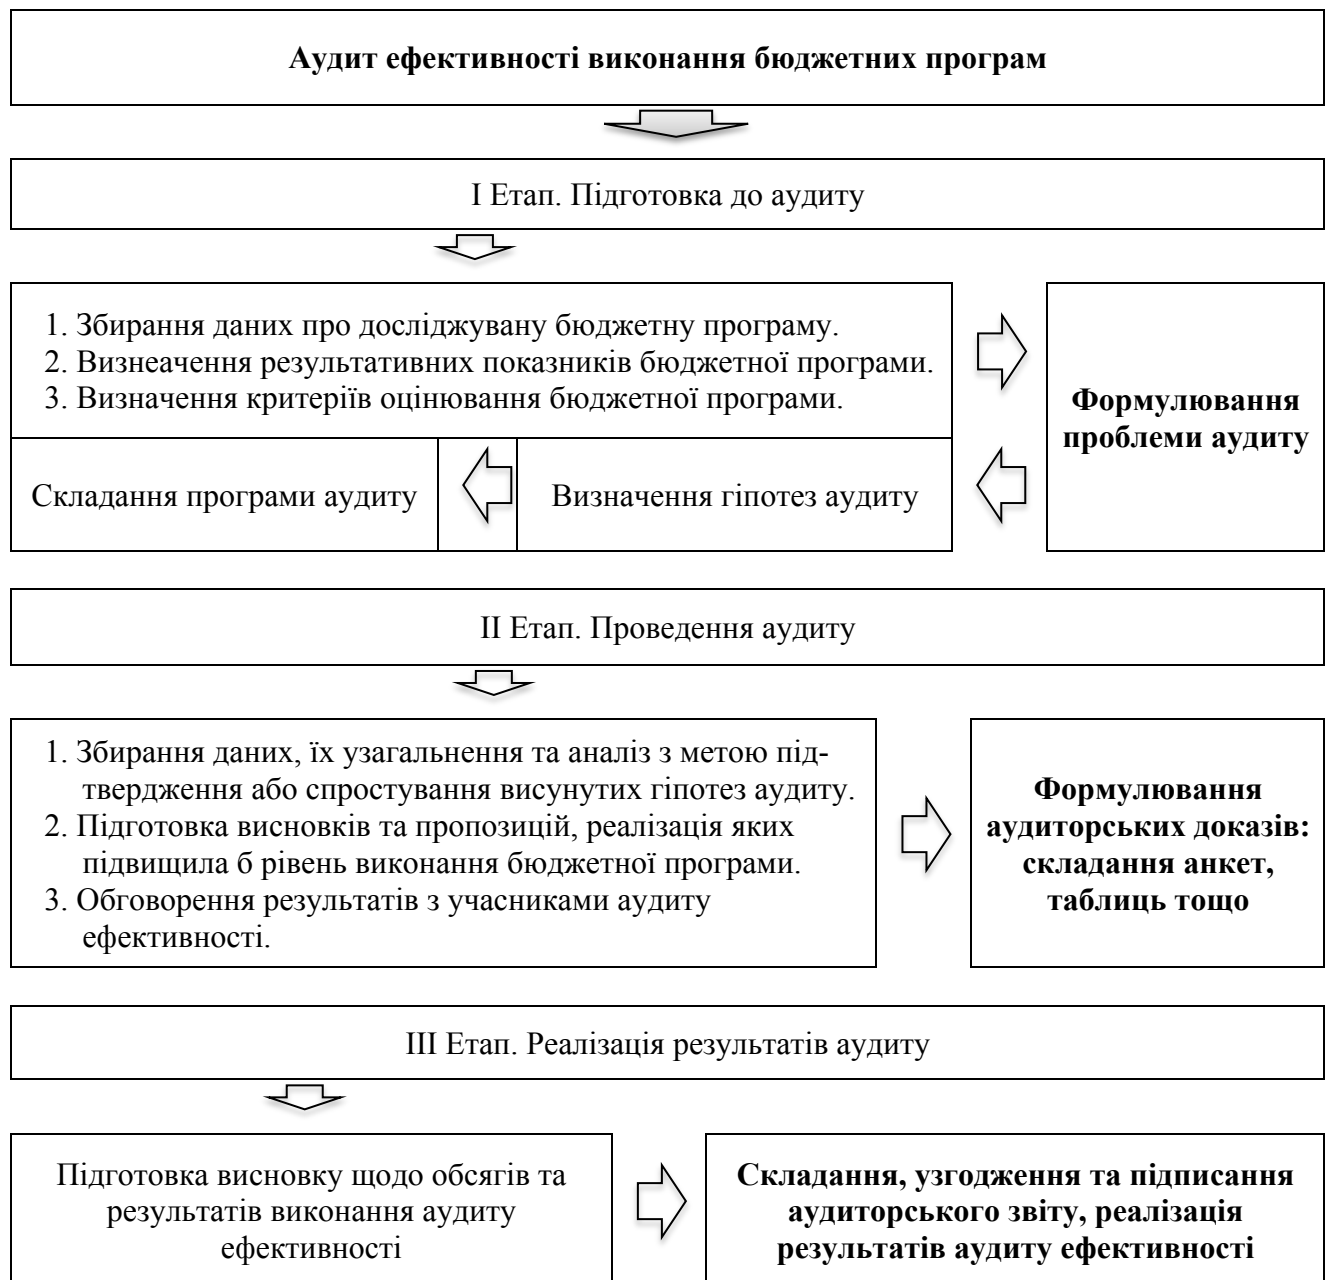 Аудит ефективності виконання бюджетних програм
І Етап. Підготовка до аудиту
1. Збирання даних про досліджувану бюджетну програму.
2. Визнеачення результативних показників бюджетної програми.
3. Визначення критеріїв оцінювання бюджетної програми.
Формулювання
проблеми аудиту
Складання програми аудиту
Визначення гіпотез аудиту
ІІ Етап. Проведення аудиту
1. Збирання даних, їх узагальнення та аналіз з метою під-
твердження або спростування висунутих гіпотез аудиту.
2. Підготовка висновків та пропозицій, реалізація яких
підвищила б рівень виконання бюджетної програми.
3. Обговорення результатів з учасниками аудиту
ефективності.
Формулювання
аудиторських доказів:
складання анкет,
таблиць тощо
ІІІ Етап. Реалізація результатів аудиту
Підготовка висновку щодо обсягів та
результатів виконання аудиту
ефективності
Складання, узгодження та підписання
аудиторського звіту, реалізація
результатів аудиту ефективності